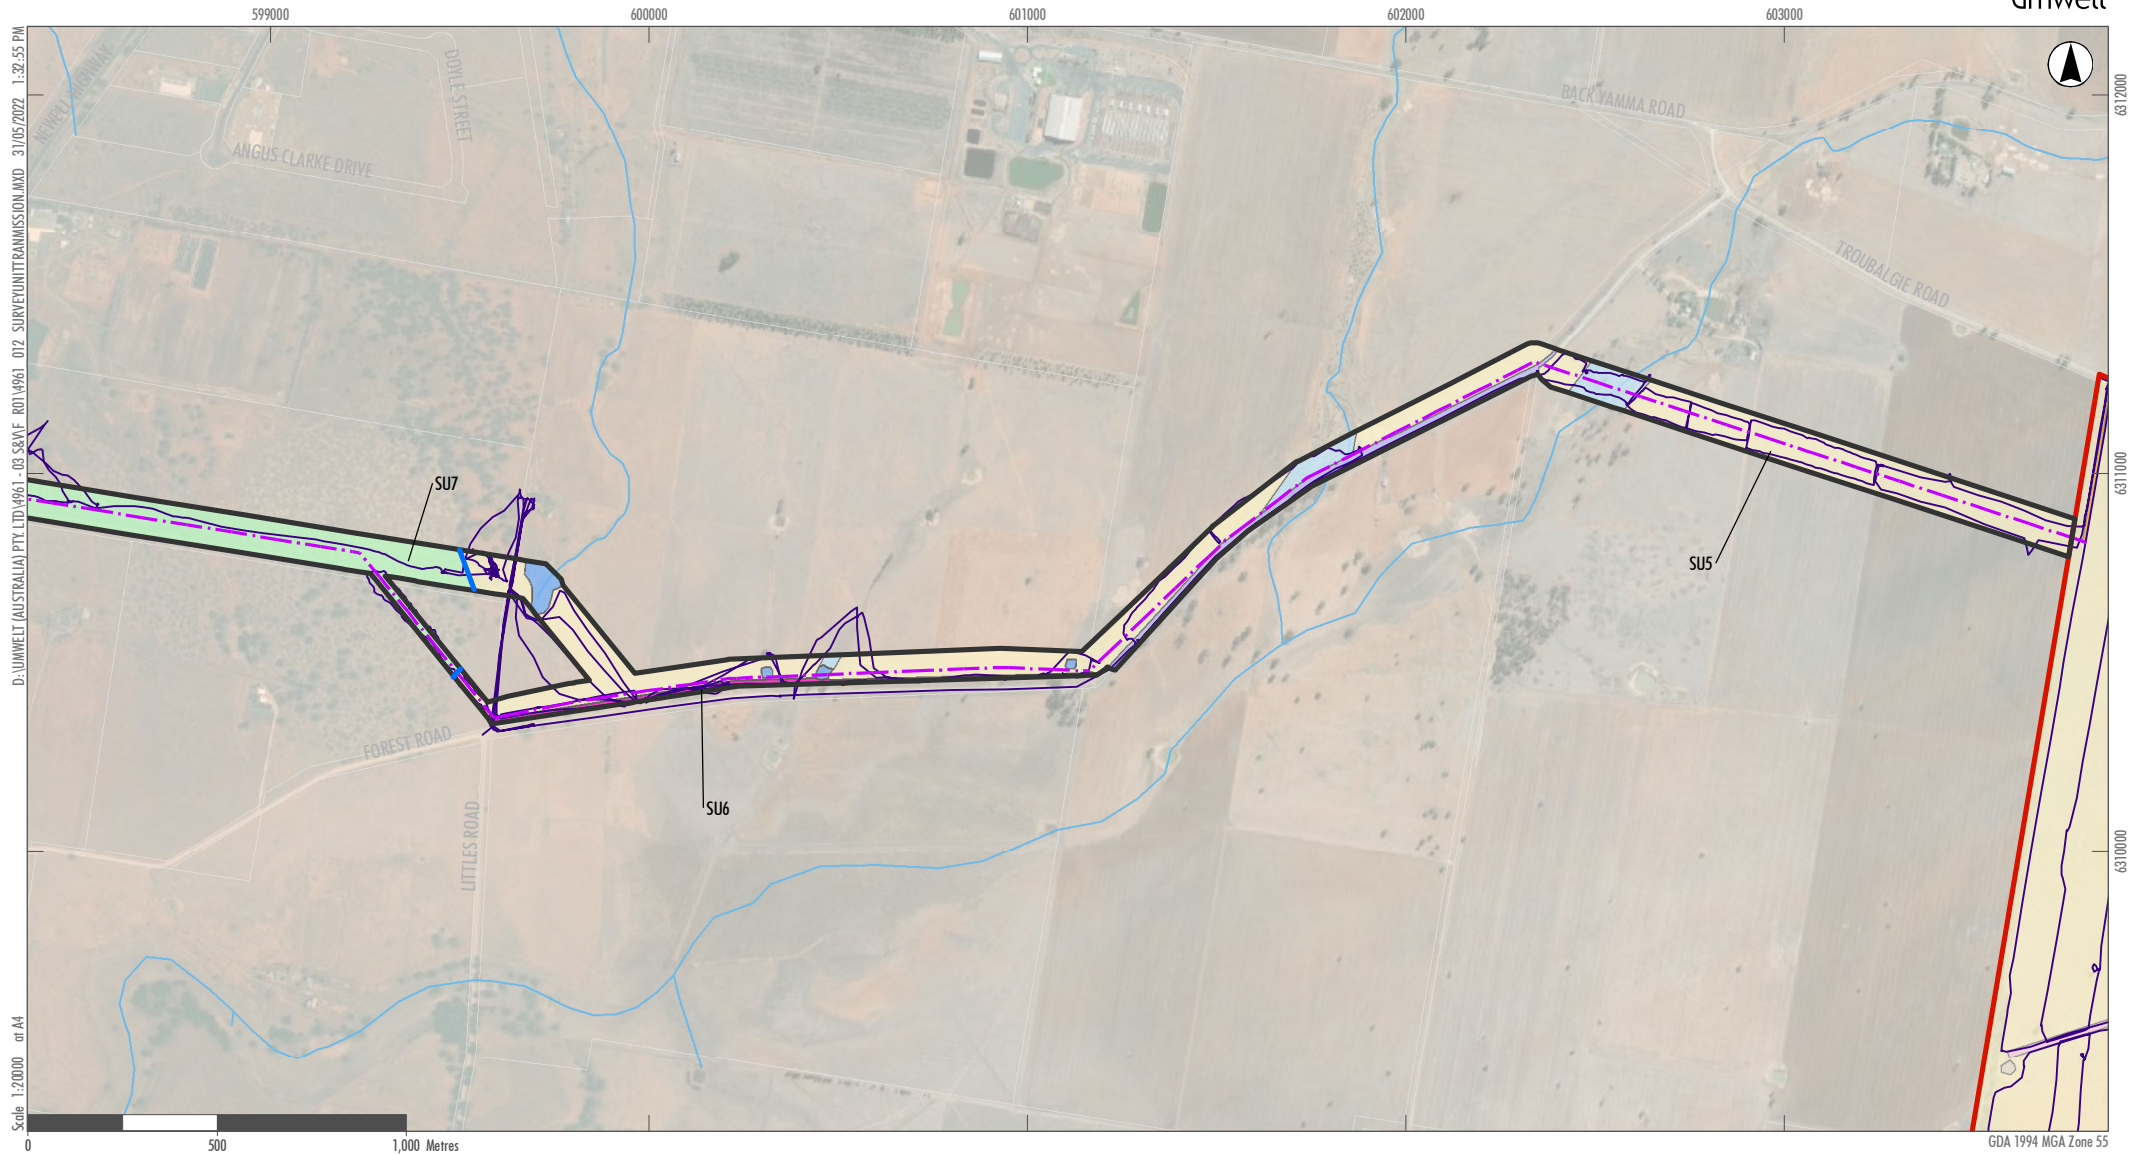 599000
600000
601000
602000
603000
6312000
6311000
6310000
NEWELL HIGHWAY
DOYLE STREET
ANGUS CLARKE DRIVE
BACK YAMMA ROAD
TROUBALGIE ROAD
SU7
SU5
SU6
FOREST ROAD
LITTLES ROAD
D:\UMWELT (AUSTRALIA) PTY. LTD\4961 - 03 S&V\F R01\4961 012 SURVEYUNITTRANMISSION.MXD 31/05/2022 1:32:55 PM
Scale 1:20000 at A4
0
500
1,000 Metres
GDA 1994 MGA Zone 55